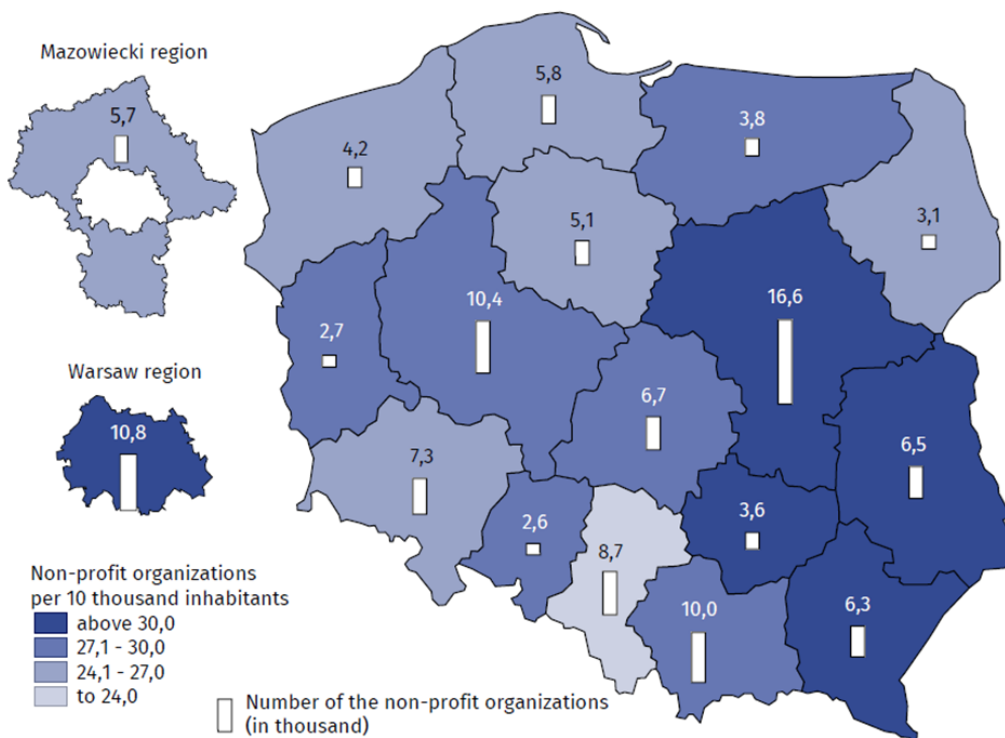 Mazowiecki region
5,7
Warsaw region
10,8
5,8
3,8
4,2
5,1
3,1
10,4
16,6
2,7
6,7
6,5
7,3
2,6
3,6
8,7
10,0
6,3
Non-profit organizations
per 10 thousand inhabitants
above 30,0
27,1 - 30,0
24,1 - 27,0
to 24,0
Number of the non-profit organizations
(in thousand)